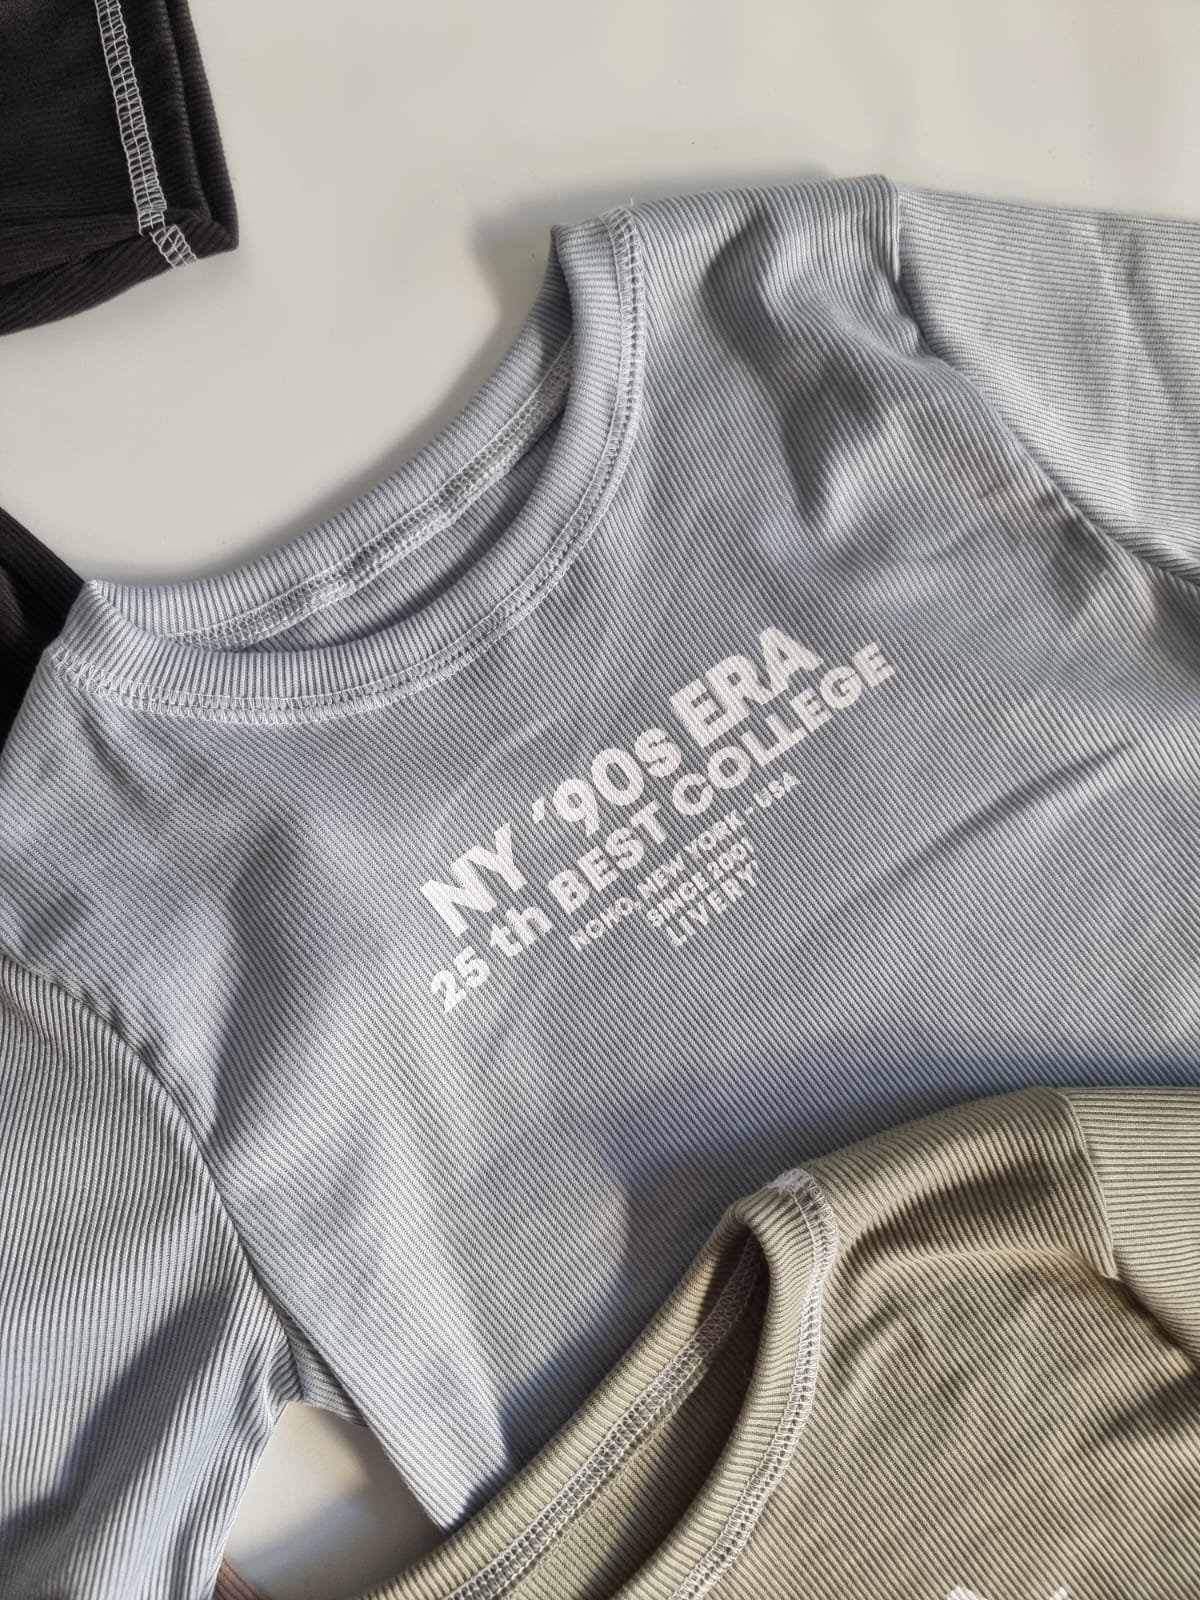 NY '90s ERA
25 th BEST COLLEGE
NOHO, NEW YORK - USA
SINCE 2001
LIVERY